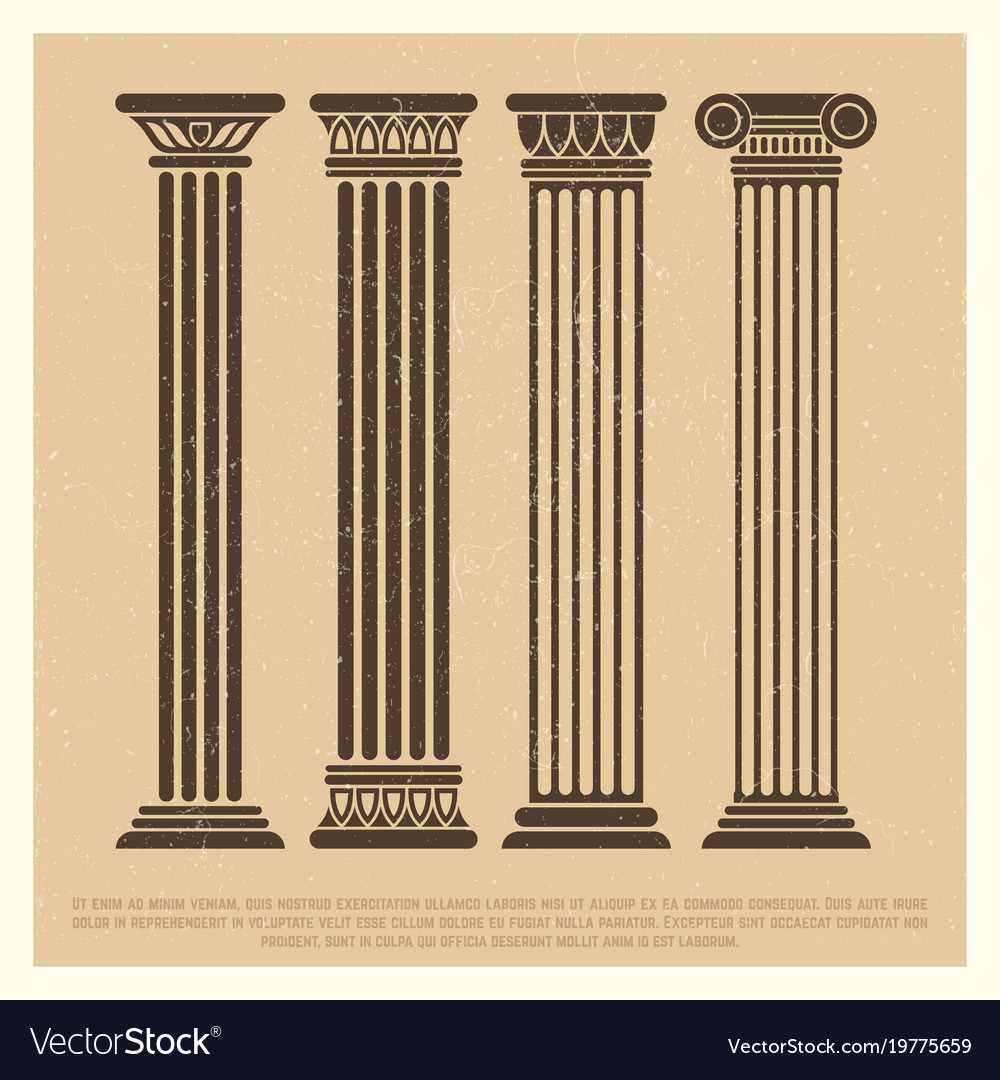 Ut enim ad minim veniam, quis nostrud exercitation ullamco laboris nisi ut aliquip ex ea commodo consequat. Duis aute irure
dolor in reprehenderit in voluptate velit esse cillum dolore eu fugiat nulla pariatur. Excepteur sint occaecat cupidatat non
proident, sunt in culpa qui officia deserunt mollit anim id est laborum.
VectorStock®
VectorStock.com/19775659